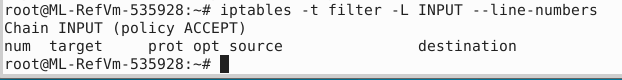 root@ML-RefVm-535928:~# iptables -t filter -L INPUT --line-numbers
Chain INPUT (policy ACCEPT)
num  target     prot opt source               destination
root@ML-RefVm-535928:~#